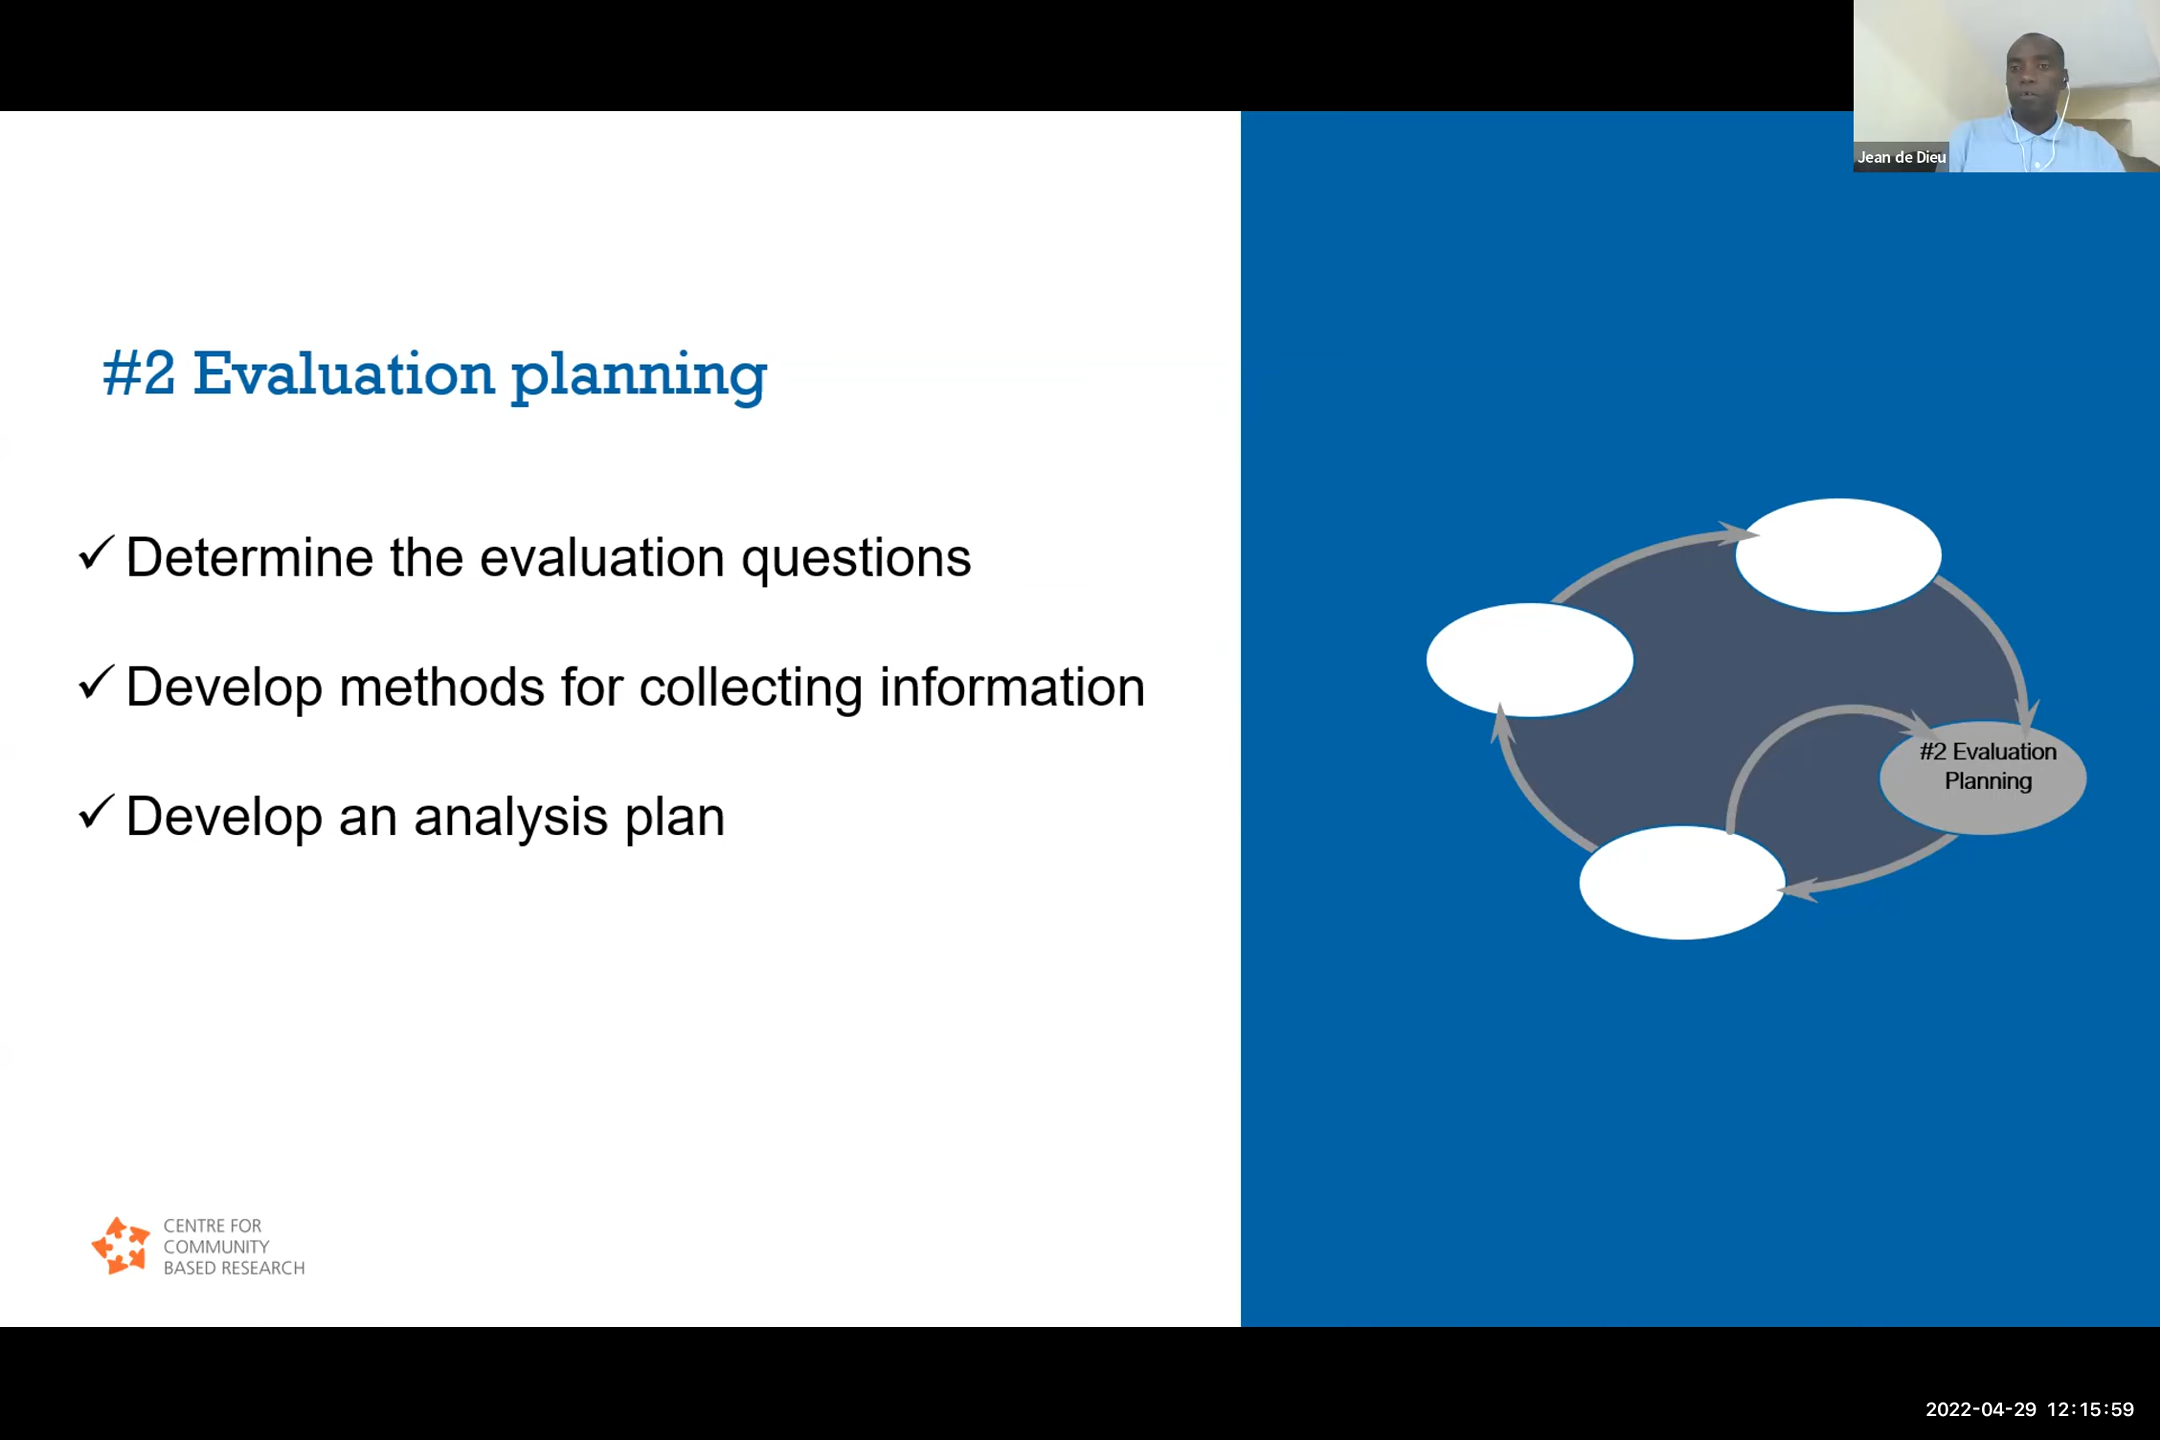 Jean de Dieu
#2 Evaluation planning
✓ Determine the evaluation questions
✓ Develop methods for collecting information
✓ Develop an analysis plan
#2 Evaluation
Planning
CENTRE FOR
COMMUNITY
BASED RESEARCH
2022-04-29 12:15:59